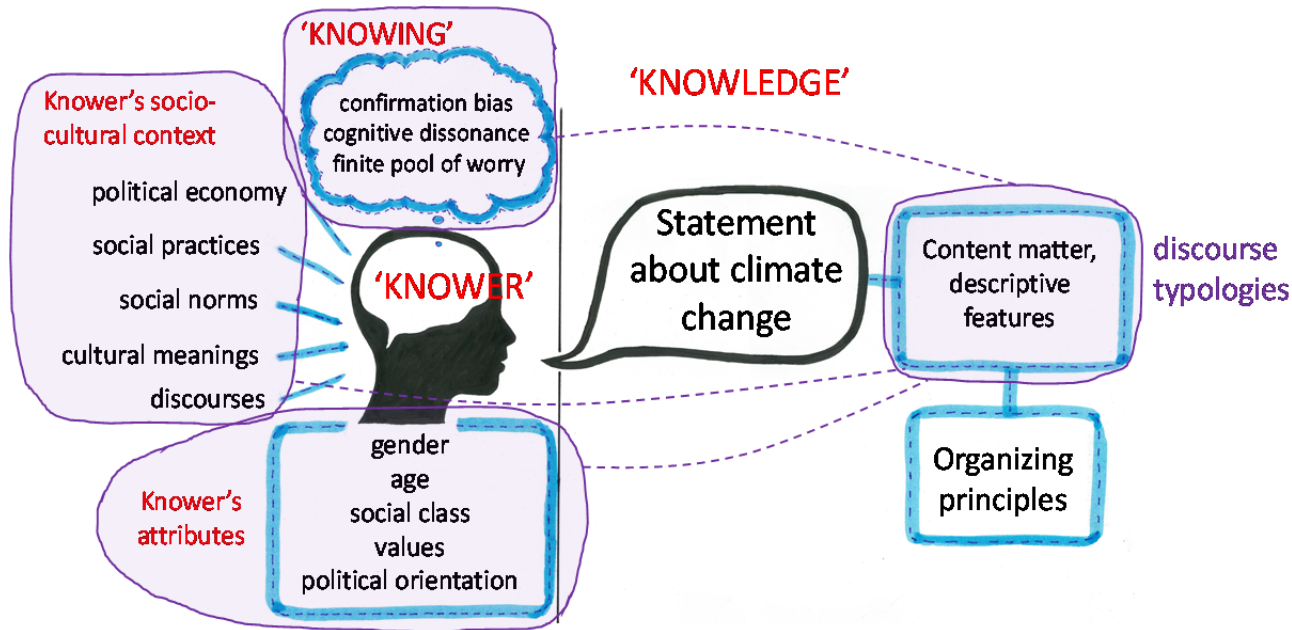 ‘KNOWING’
confirmation bias
cognitive dissonance
finite pool of worry
Knower’s socio-
cultural context
political economy
social practices
social norms
cultural meanings
discourses
‘KNOWER’
Knower’s
attributes
gender
age
social class
values
political orientation
‘KNOWLEDGE’
Statement
about climate
change
Content matter,
descriptive
features
discourse
typologies
Organizing
principles